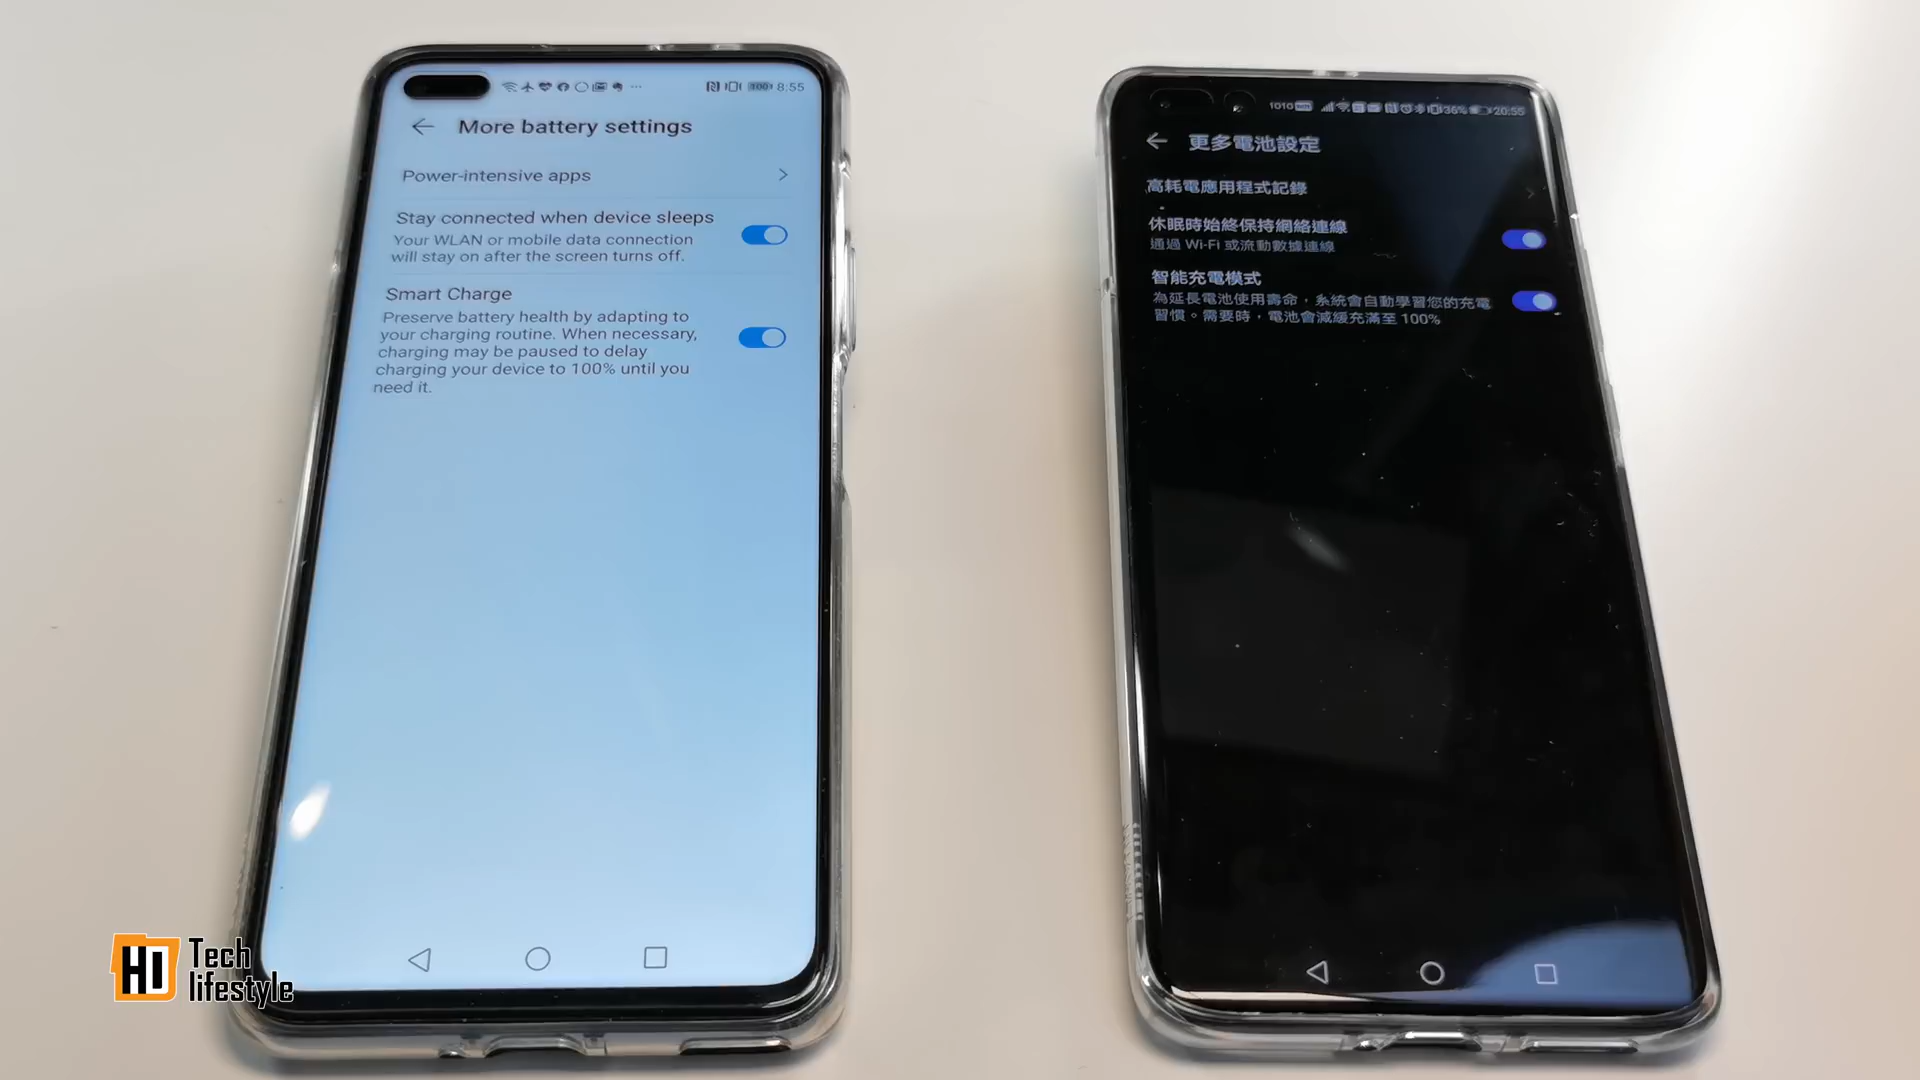 100 8:55
More battery settings
Power-intensive apps
Stay connected when device sleeps
Your WLAN or mobile data connection
will stay on after the screen turns off.
Smart Charge
Preserve battery health by adapting to
your charging routine. When necessary,
charging may be paused to delay
charging your device to 100% until you
need it.
1010 36% 20:55
更多電池設定
高耗電應用程式記錄
休眠時始終保持網絡連線
通過 Wi-Fi 或流動數據連線
智能充電模式
為延長電池使用壽命，系統會自動學習您的充電
習慣。需要時，電池會減緩充滿至 100%
HD Tech
lifestyle